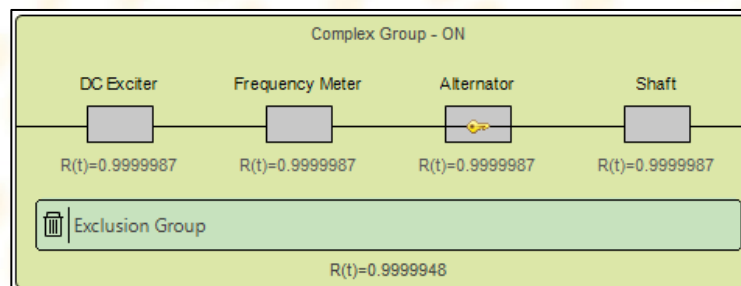 Complex Group - ON
DC Exciter Frequency Meter Alternator Shaft
R(t)=0.9999987 R(t)=0.9999987 R(t)=0.9999987 R(t)=0.9999987
Exclusion Group
R(t)=0.9999948